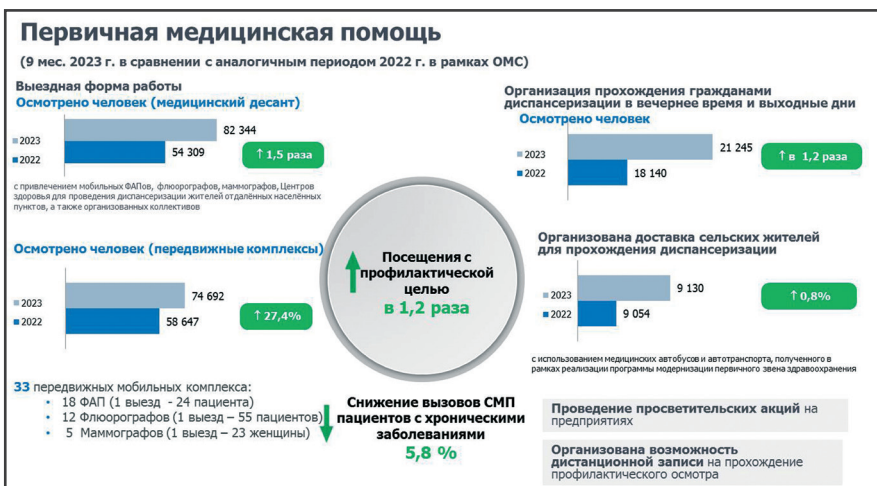 Первичная медицинская помощь
(9 мес. 2023 г. в сравнении с аналогичным периодом 2022 г. в рамках ОМС)
Выездная форма работы
Осмотрено человек (медицинский десант)
2023
82 344
2022
54 309
↑ 1,5 раза
с привлечением мобильных ФАПов, флюорографов, маммографов, Центров
здоровья для проведения диспансеризации жителей отдалённых населённых
пунктов, а также организованных коллективов
Осмотрено человек (передвижные комплексы)
2023
74 692
2022
58 647
↑ 27,4%
33 передвижных мобильных комплекса:
• 18 ФАП (1 выезд - 24 пациента)
• 12 Флюорографов (1 выезд – 55 пациентов)
• 5 Маммографов (1 выезд – 23 женщины)
Посещения с
профилактической
целью
в 1,2 раза
Снижение вызовов СМП
пациентов с хроническими
заболеваниями
5,8 %
Организация прохождения гражданами
диспансеризации в вечернее время и выходные дни
Осмотрено человек
2023
21 245
2022
18 140
↑ в 1,2 раза
Организована доставка сельских жителей
для прохождения диспансеризации
2023
9 130
2022
9 054
↑ 0,8%
с использованием медицинских автобусов и автотранспорта, полученного в
рамках реализации программы модернизации первичного звена здравоохранения
Проведение просветительских акций на
предприятиях
Организована возможность
дистанционной записи на прохождение
профилактического осмотра